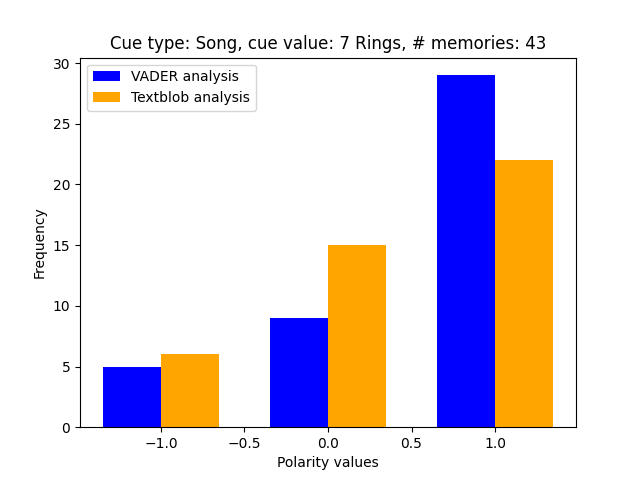 Cue type: Song, cue value: 7 Rings, # memories: 43
VADER analysis
Textblob analysis
Frequency
30
25
20
15
10
5
0
−1.0
−0.5
0.0
0.5
1.0
Polarity values